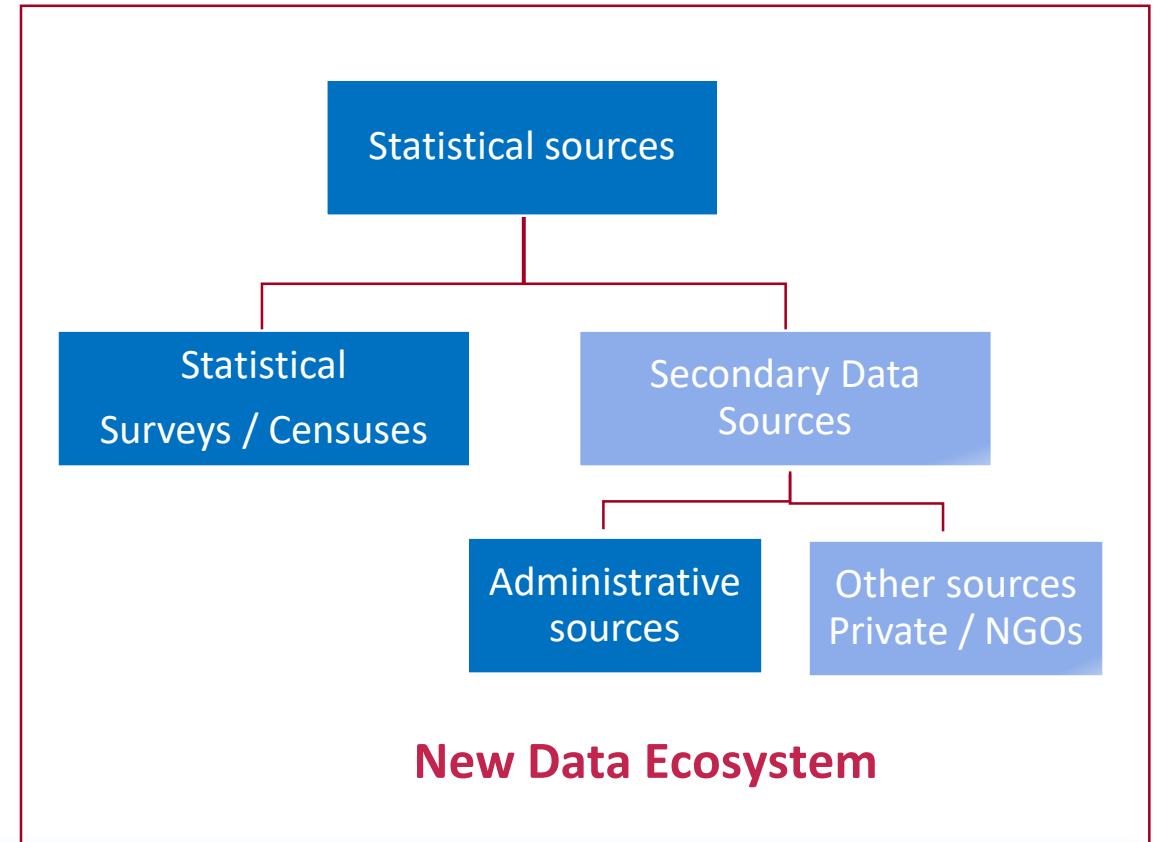 Statistical sources
Statistical
Surveys / Censuses
Secondary Data
Sources
Administrative
sources
Other sources
Private / NGOs
New Data Ecosystem